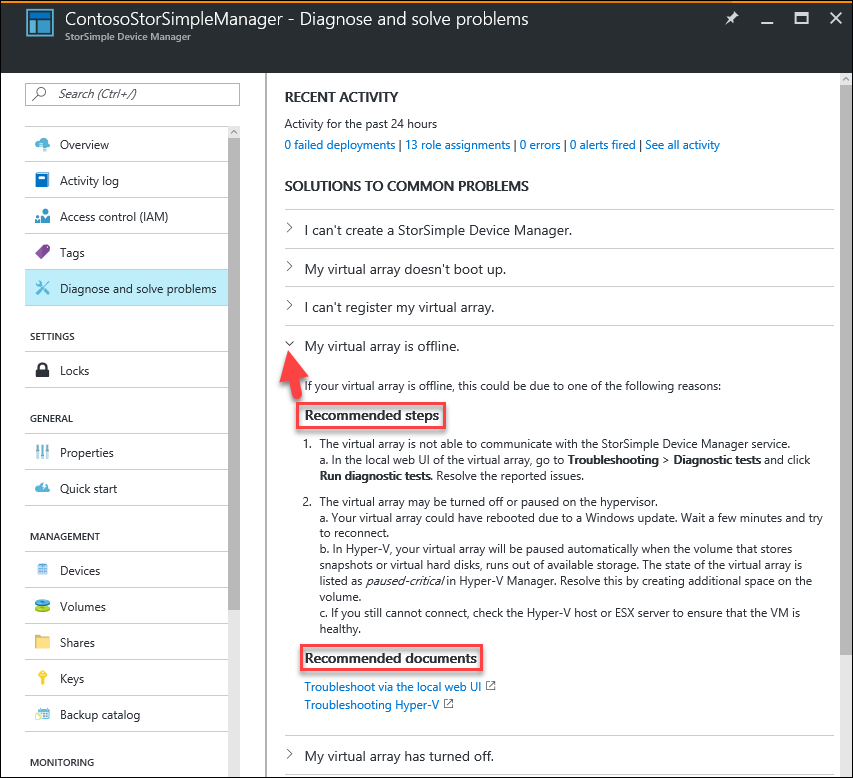 ContosoStorSimpleManager - Diagnose and solve problems
StorSimple Device Manager
Search (Ctrl+/)
Overview
Activity log
Access control (IAM)
Tags
Diagnose and solve problems
SETTINGS
Locks
GENERAL
Properties
Quick start
MANAGEMENT
Devices
Volumes
Shares
Keys
Backup catalog
MONITORING
RECENT ACTIVITY
Activity for the past 24 hours
0 failed deployments | 13 role assignments | 0 errors | 0 alerts fired | See all activity
SOLUTIONS TO COMMON PROBLEMS
I can't create a StorSimple Device Manager.
My virtual array doesn't boot up.
I can't register my virtual array.
My virtual array is offline.
If your virtual array is offline, this could be due to one of the following reasons:
Recommended steps
1. The virtual array is not able to communicate with the StorSimple Device Manager service.
a. In the local web UI of the virtual array, go to Troubleshooting > Diagnostic tests and click
Run diagnostic tests. Resolve the reported issues.
2. The virtual array may be turned off or paused on the hypervisor.
a. Your virtual array could have rebooted due to a Windows update. Wait a few minutes and try
to reconnect.
b. In Hyper-V, your virtual array will be paused automatically when the volume that stores
snapshots or virtual hard disks, runs out of available storage. The state of the virtual array is
listed as paused-critical in Hyper-V Manager. Resolve this by creating additional space on the
volume.
c. If you still cannot connect, check the Hyper-V host or ESX server to ensure that the VM is
healthy.
Recommended documents
Troubleshoot via the local web UI
Troubleshooting Hyper-V
My virtual array has turned off.